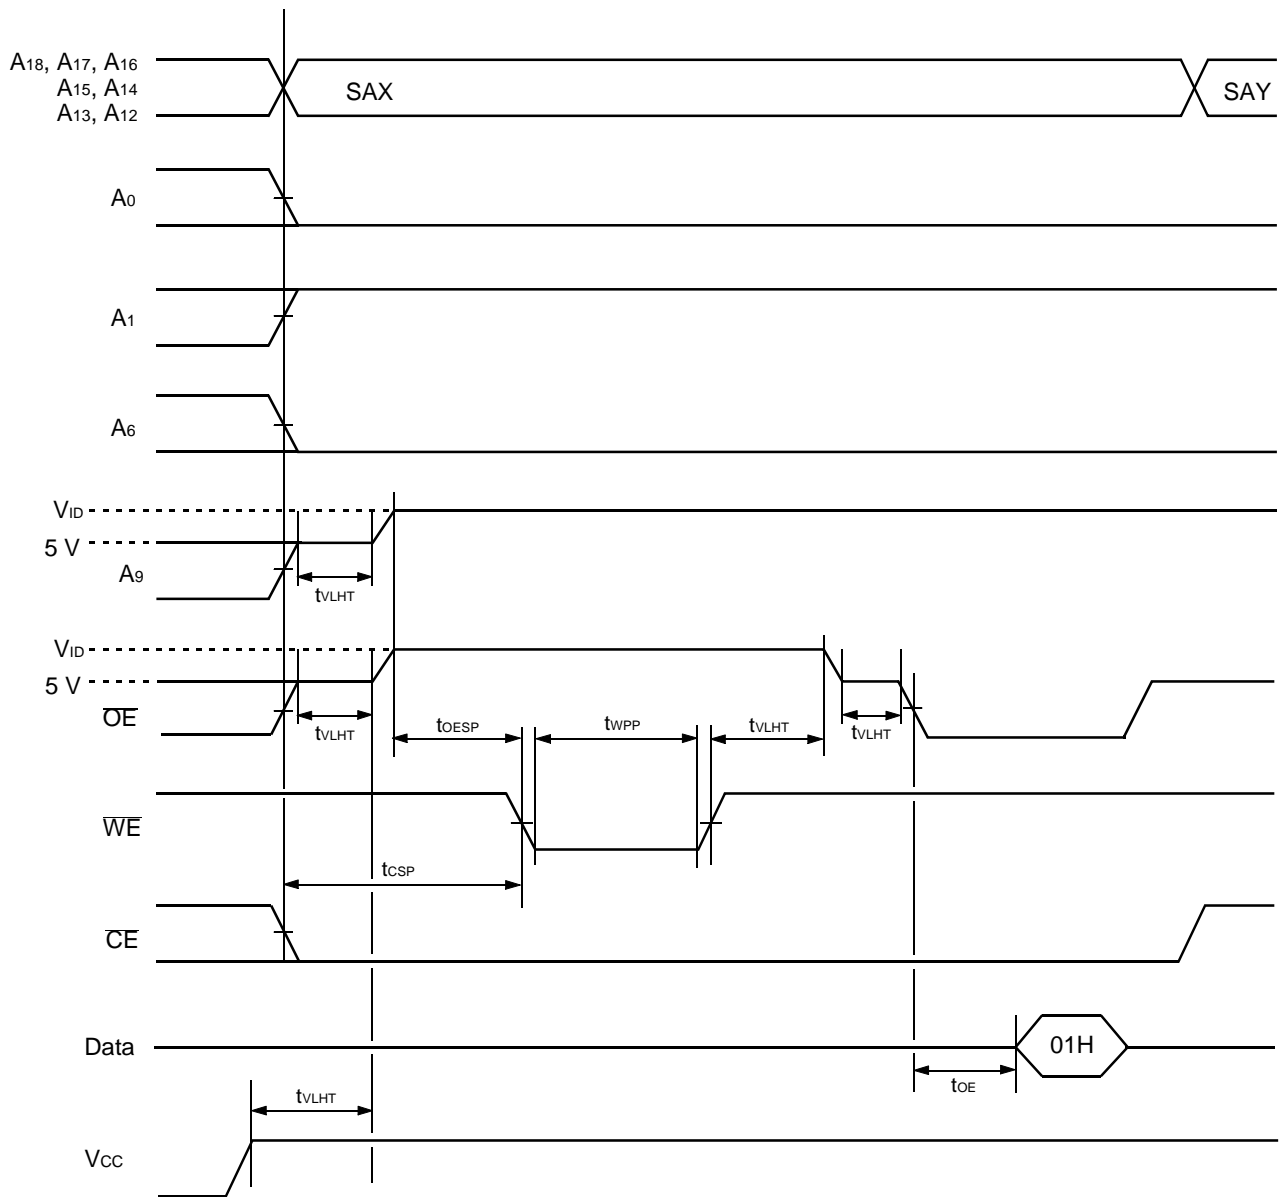 A18, A17, A16
A15, A14
A13, A12
SAX
SAY
A0
A1
A6
VID
5 V
A9
tVLHT
VID
5 V
OE
tVLHT
tOESP
tWPP
tVLHT
tVLHT
WE
tCSP
CE
Data
01H
tOE
tVLHT
VCC